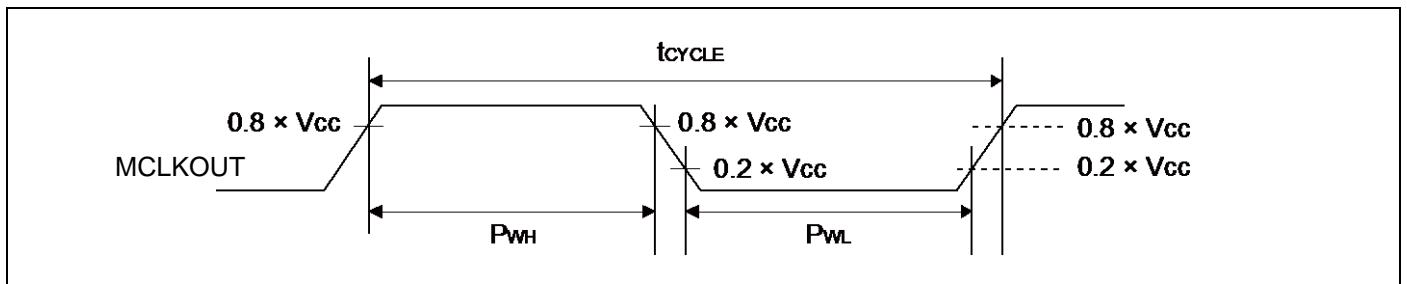 tCYCLE
0.8 × Vcc
0.8 × Vcc
0.8 × Vcc
MCLKOUT
0.2 × Vcc
0.2 × Vcc
PWH
PWL